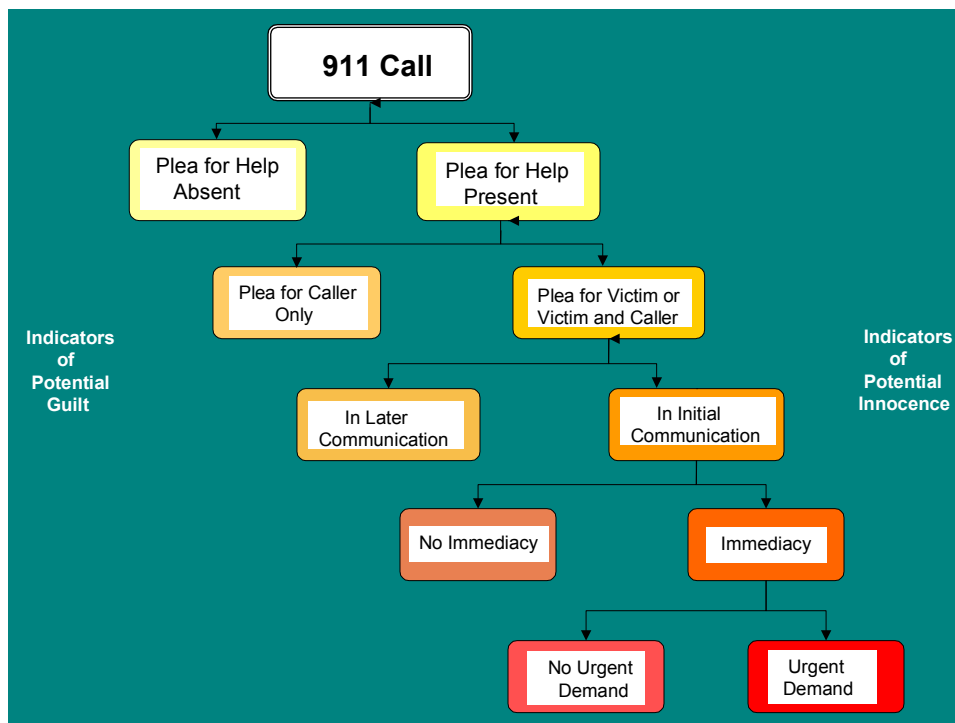 911 Call
Plea for Help
Absent
Plea for Help
Present
Plea for Caller
Only
Plea for Victim or
Victim and Caller
Indicators
of
Potential
Guilt
Indicators
of
Potential
Innocence
In Later
Communication
In Initial
Communication
No Immediacy
Immediacy
No Urgent
Demand
Urgent
Demand